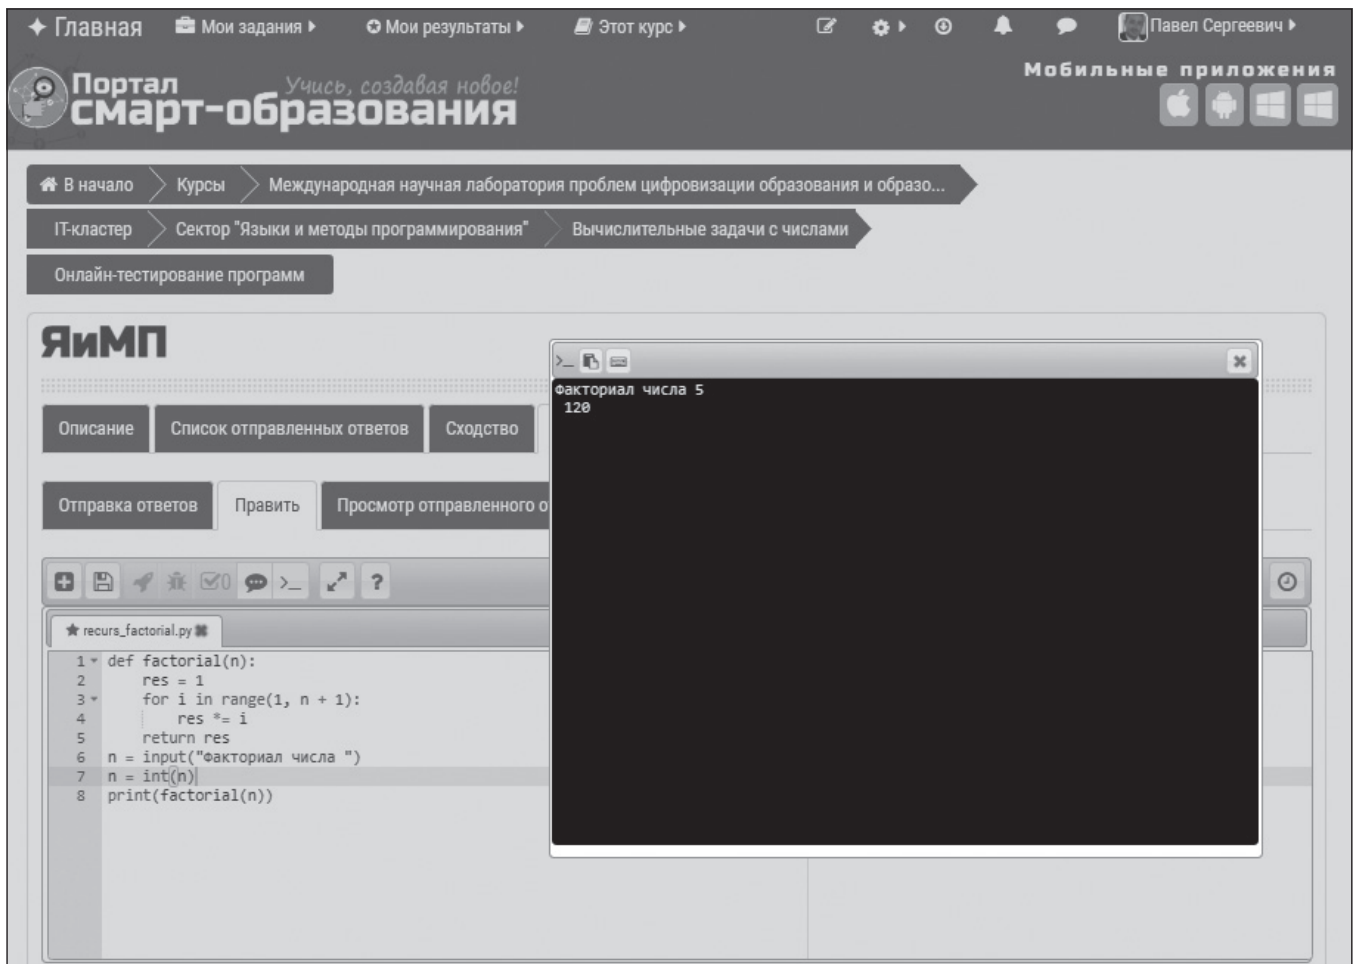 Главная Мои задания Мои результаты Этот курс Павел Сергеевич
Мобильные приложения
Портал Учись, создавая новое!
смарт-образования
В начало Курсы Международная научная лаборатория проблем цифровизации образования и образо...
IT-кластер Сектор "Языки и методы программирования" Вычислительные задачи с числами
Онлайн-тестирование программ
ЯиМП
>_
Факториал числа 5
120
Описание Список отправленных ответов Сходство
Отправка ответов Править Просмотр отправленного о
0 >_ ?
recurs_factorial.py
1 def factorial(n):
2 res = 1
3 for i in range(1, n + 1):
4 res *= i
5 return res
6 n = input("Факториал числа ")
7 n = int(n)
8 print(factorial(n))